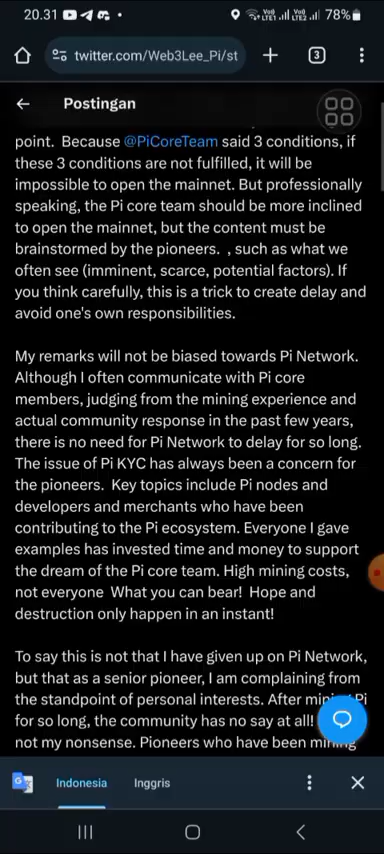 20.31
LTE1 LTE2 78%
twitter.com/Web3Lee_Pi/st
3
Postingan
point.  Because @PiCoreTeam said 3 conditions, if
these 3 conditions are not fulfilled, it will be
impossible to open the mainnet. But professionally
speaking, the Pi core team should be more inclined
to open the mainnet, but the content must be
brainstormed by the pioneers.  , such as what we
often see (imminent, scarce, potential factors). If
you think carefully, this is a trick to create delay and
avoid one's own responsibilities.
My remarks will not be biased towards Pi Network.
Although I often communicate with Pi core
members, judging from the mining experience and
actual community response in the past few years,
there is no need for Pi Network to delay for so long.
The issue of Pi KYC has always been a concern for
the pioneers.  Key topics include Pi nodes and
developers and merchants who have been
contributing to the Pi ecosystem. Everyone I gave
examples has invested time and money to support
the dream of the Pi core team. High mining costs,
not everyone  What you can bear!  Hope and
destruction only happen in an instant!
To say this is not that I have given up on Pi Network,
but that as a senior pioneer, I am complaining from
the standpoint of personal interests. After mining Pi
for so long, the community has no say at all!
not my nonsense. Pioneers who have been mining
Indonesia
Inggris